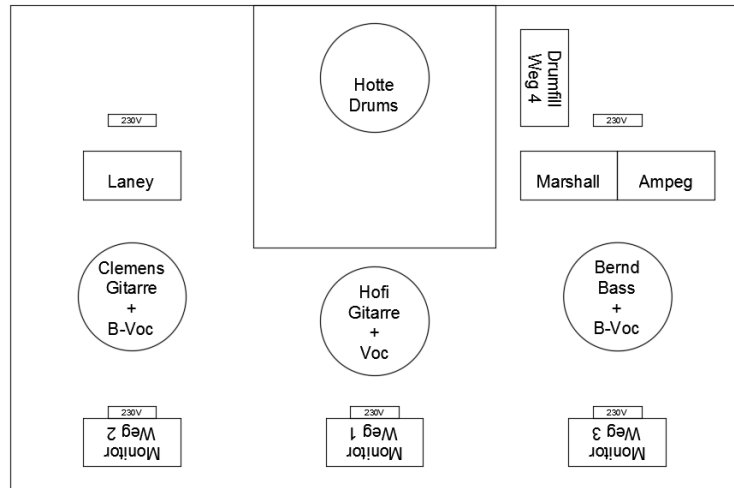 Hotte
Drums
Drumfill
Weg 4
230V
230V
Laney
Marshall
Ampeg
Clemens
Gitarre
+
B-Voc
Hofi
Gitarre
+
Voc
Bernd
Bass
+
B-Voc
230V
230V
230V
Monitor
Weg 2
Monitor
Weg 1
Monitor
Weg 3